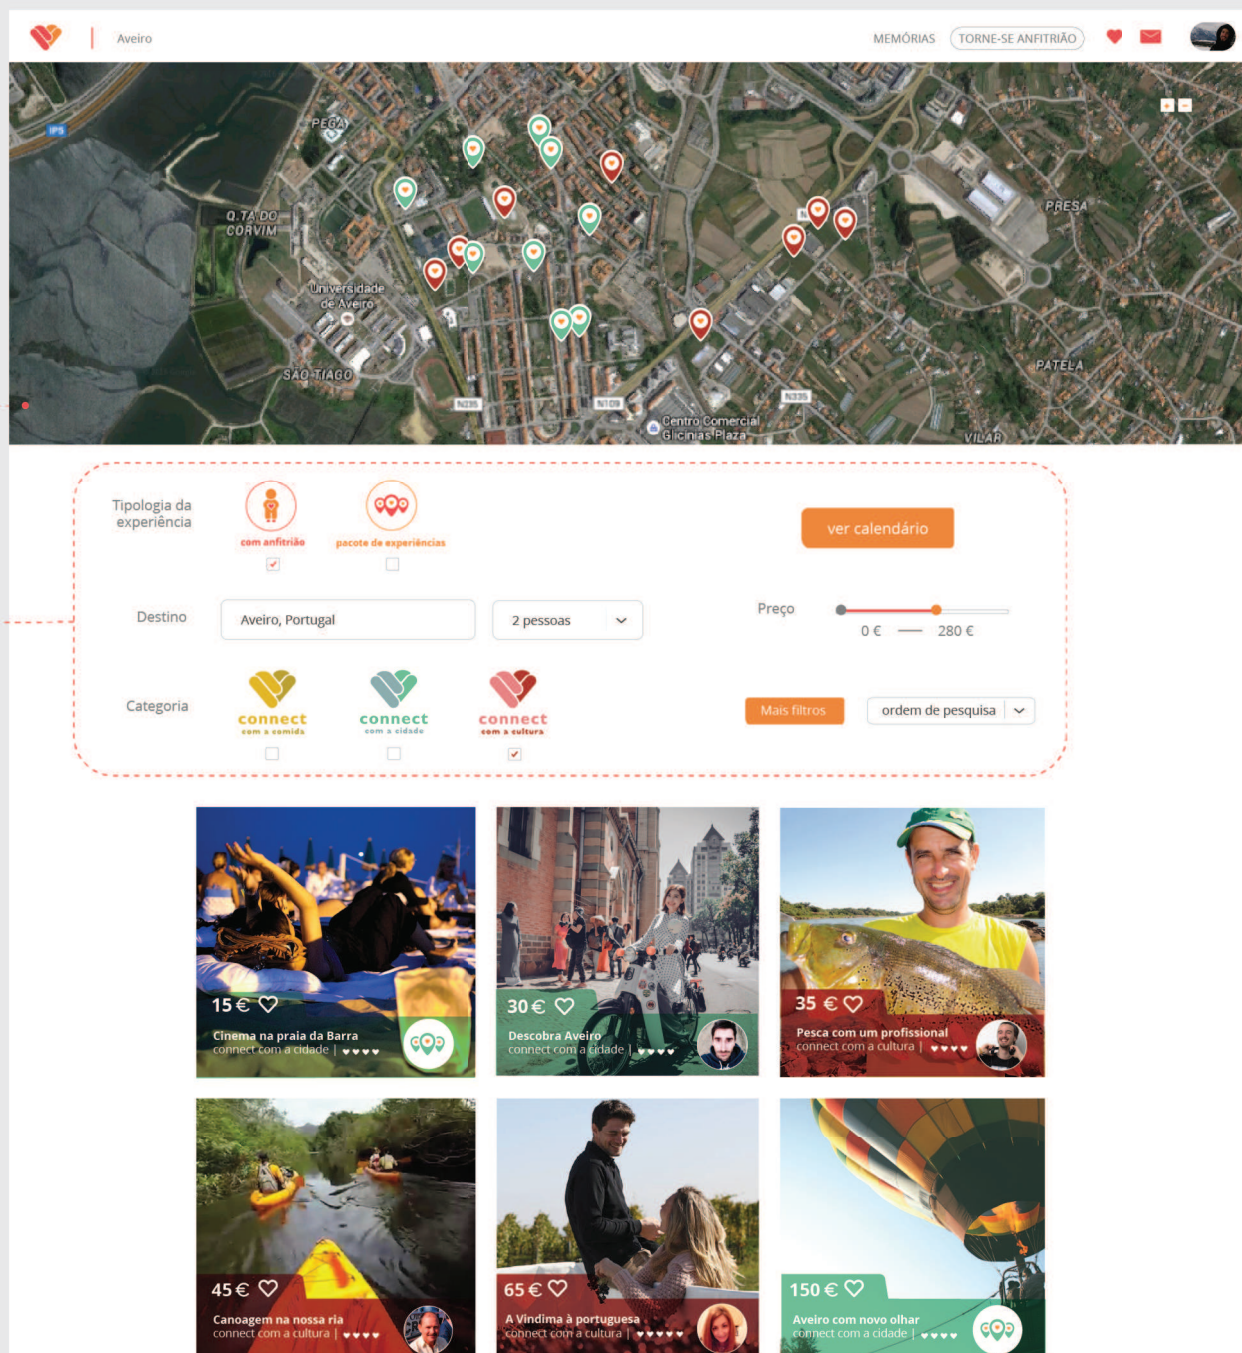 Aveiro
MEMÓRIAS
TORNE-SE ANFITRIÃO
IP5
PEGA
Q.TA DO
CORVIM
N
PRESA
Universidade
de Aveiro
SÃO TIAGO
PATELA
N235
N109
N335
Centro Comercial
Glicinias Plaza
VILAR
Tipologia da
experiência
com anfitrião
pacote de experiências
ver calendário
Destino
Aveiro, Portugal
2 pessoas
Preço
0 € — 280 €
Categoria
connect
com a comida
connect
com a cidade
connect
com a cultura
Mais filtros
ordem de pesquisa
15 €
Cinema na praia da Barra
connect com a cidade |
30 €
Descobra Aveiro
connect com a cidade |
35 €
Pesca com um profissional
connect com a cultura |
45 €
Canoagem na nossa ria
connect com a cultura |
65 €
A Vindima à portuguesa
connect com a cultura |
150 €
Aveiro com novo olhar
connect com a cidade |